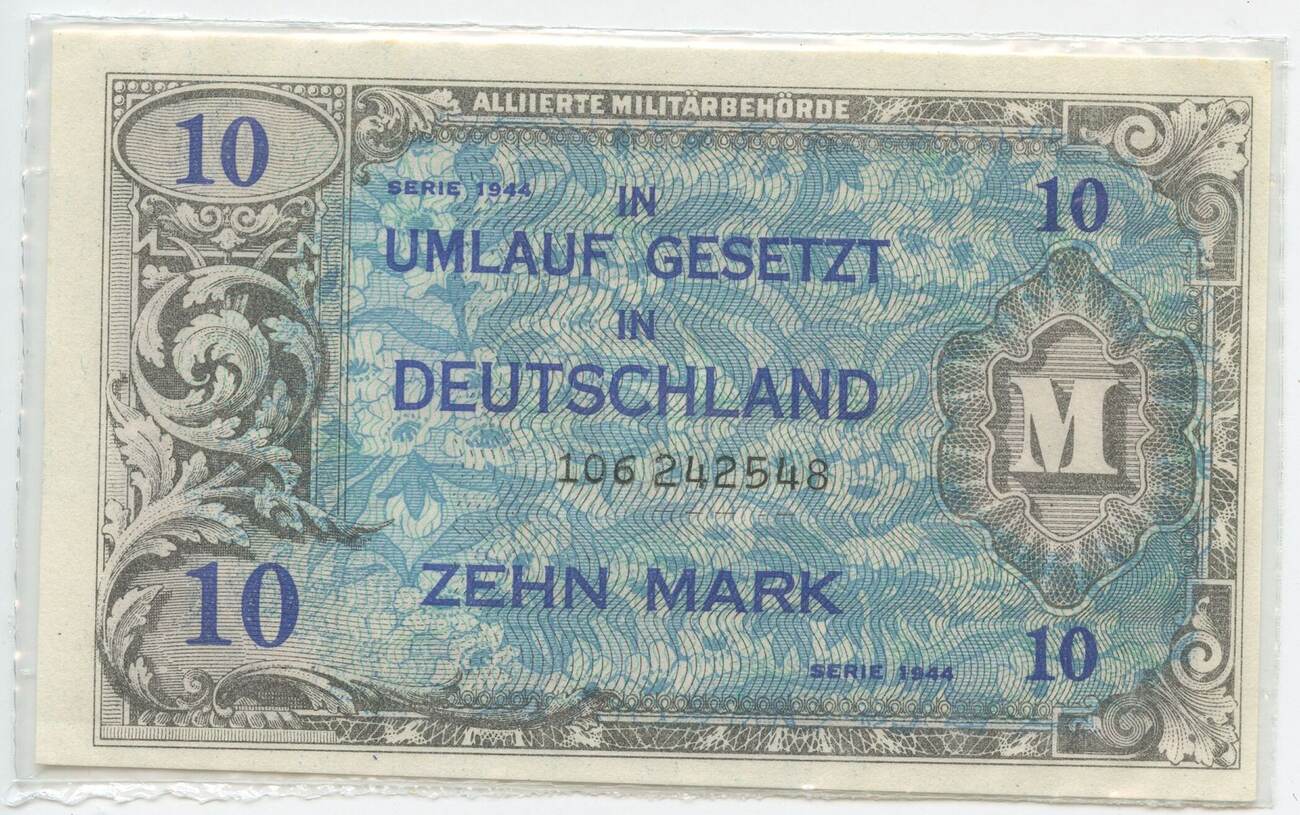 ALLIIERTE MILITÄRBEHÖRDE
10
SERIE 1944
IN
10
UMLAUF GESETZT
IN
DEUTSCHLAND
M
106 242548
10
ZEHN MARK
10
SERIE 1944